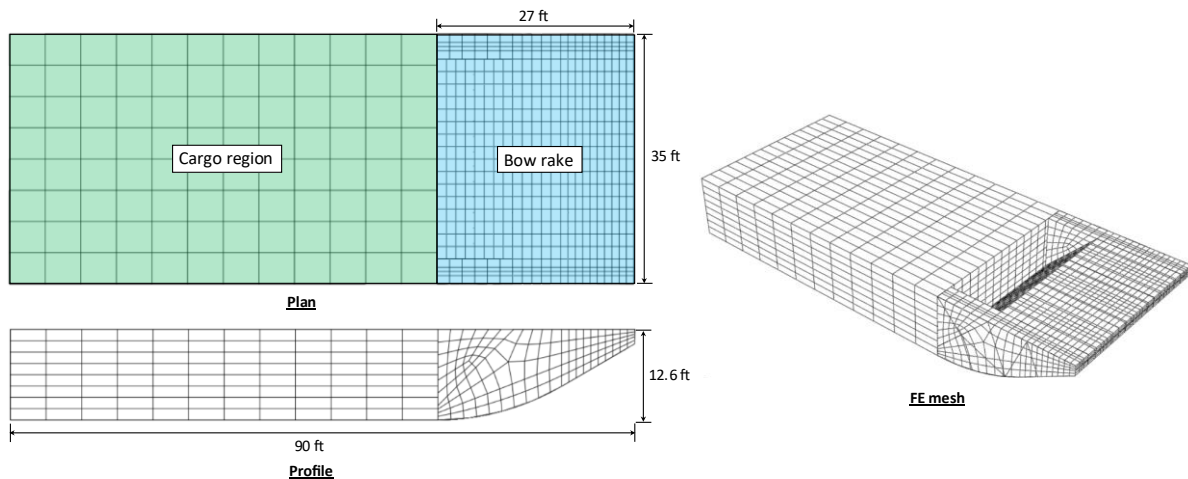 27 ft
Cargo region
Bow rake
35 ft
Plan
12.6 ft
90 ft
Profile
FE mesh